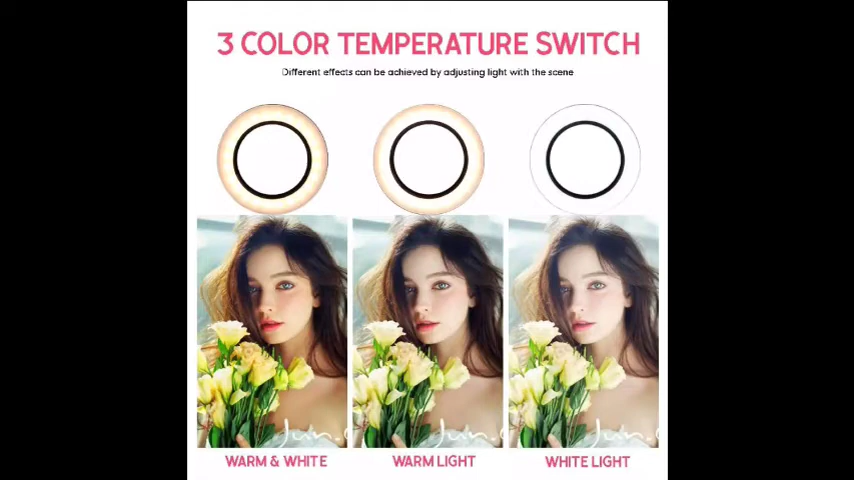 3 COLOR TEMPERATURE SWITCH
Different effects can be achieved by adjusting light with the scene
WARM & WHITE
WARM LIGHT
WHITE LIGHT